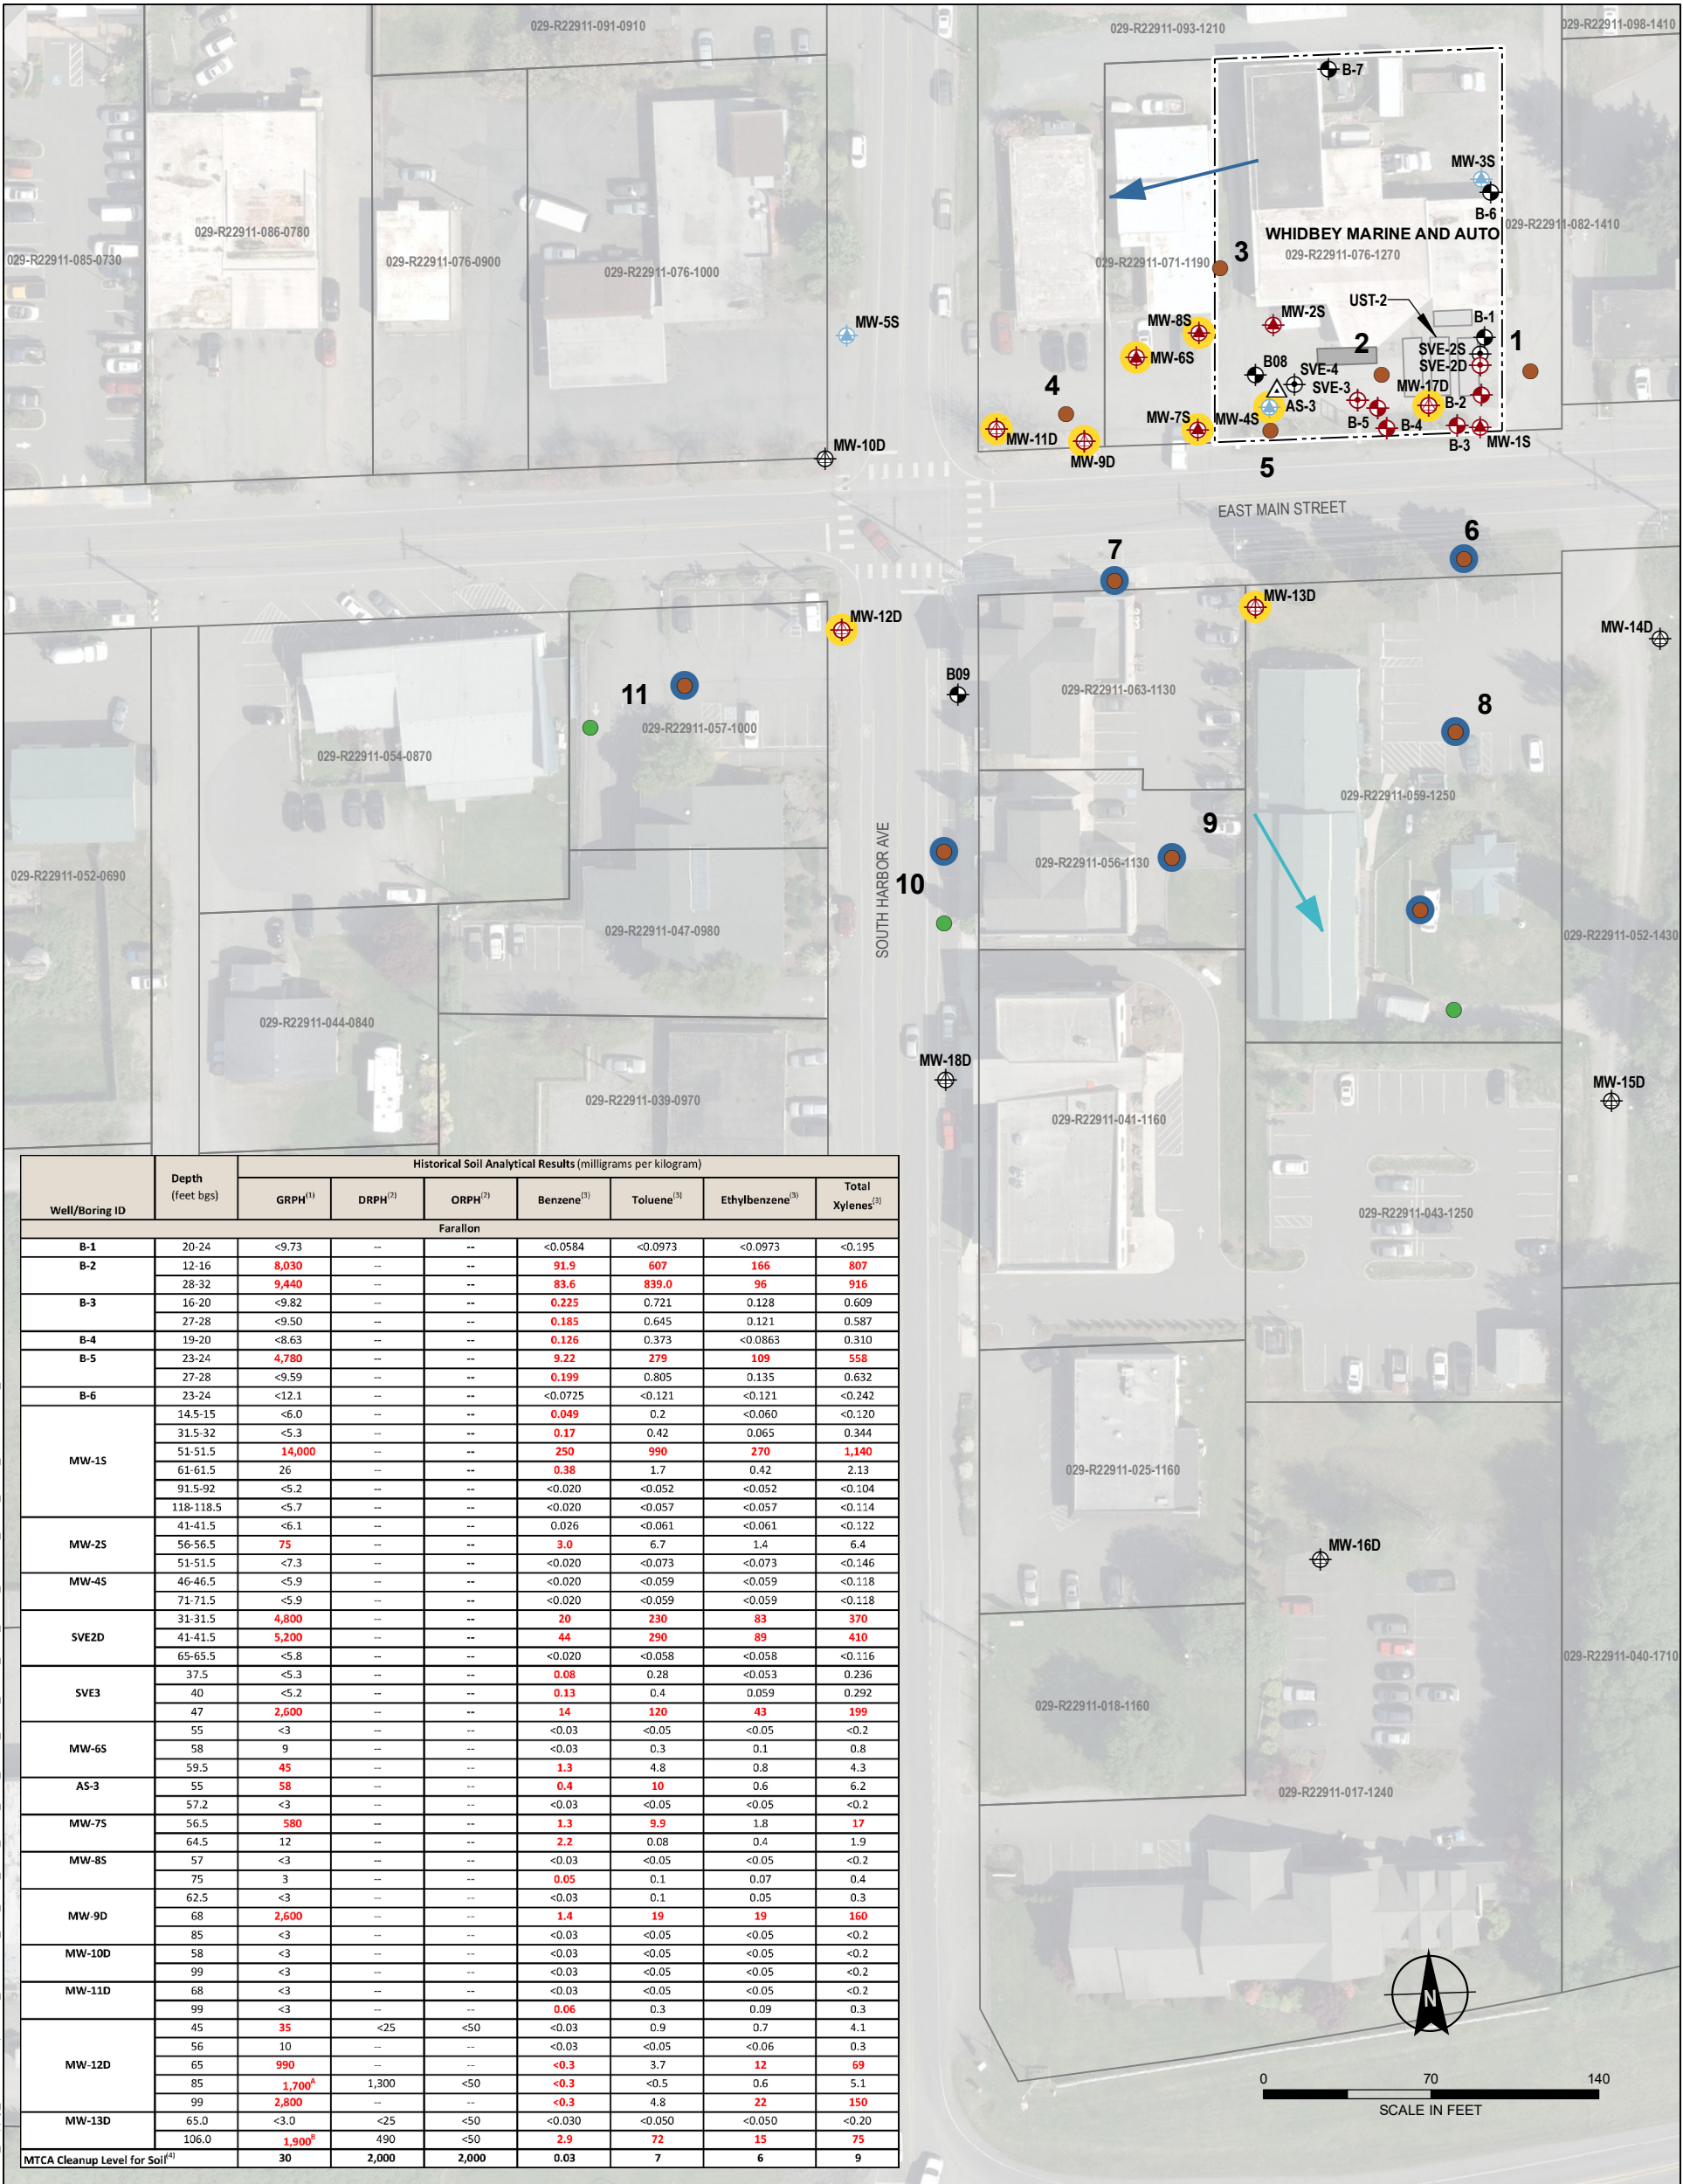 029-R22911-091-0910
029-R22911-093-1210
029-R22911-098-1410
B-7
MW-3S
B-6
029-R22911-086-0780
029-R22911-082-1410
WHIDBEY MARINE AND AUTO
029-R22911-085-0730
029-R22911-076-0900
029-R22911-076-1000
029-R22911-071-1190
3
029-R22911-076-1270
UST-2
MW-5S
MW-8S
MW-2S
B-1
MW-6S
2
SVE-2S
1
B08
SVE-4
SVE-2D
4
SVE-3
MW-17D
AS-3
B-2
MW-7S
MW-4S
B-5
B-4
MW-11D
B-3
MW-1S
MW-10D
MW-9D
5
EAST MAIN STREET
6
7
MW-13D
MW-12D
MW-14D
B09
11
029-R22911-063-1130
8
029-R22911-057-1000
029-R22911-054-0870
029-R22911-059-1250
9
SOUTH HARBOR AVE
029-R22911-056-1130
029-R22911-052-0690
10
029-R22911-047-0980
029-R22911-052-1430
029-R22911-044-0840
MW-18D
MW-15D
029-R22911-039-0970
029-R22911-041-1160
029-R22911-043-1250
029-R22911-025-1160
MW-16D
029-R22911-040-1710
029-R22911-018-1160
029-R22911-017-1240
N
0 70 140
SCALE IN FEET
Well/Boring ID Depth (feet bgs) Historical Soil Analytical Results (milligrams per kilogram)
GRPH(1) DRPH(2) ORPH(2) Benzene(3) Toluene(3) Ethylbenzene(3) Total Xylenes(3)
Farallon
B-1 20-24 <9.73 -- -- <0.0584 <0.0973 <0.0973 <0.195
B-2 12-16 8,030 -- -- 91.9 607 166 807
28-32 9,440 -- -- 83.6 839.0 96 916
B-3 16-20 <9.82 -- -- 0.225 0.721 0.128 0.609
27-28 <9.50 -- -- 0.185 0.645 0.121 0.587
B-4 19-20 <8.63 -- -- 0.126 0.373 <0.0863 0.310
B-5 23-24 4,780 -- -- 9.22 279 109 558
27-28 <9.59 -- -- 0.199 0.805 0.135 0.632
B-6 23-24 <12.1 -- -- <0.0725 <0.121 <0.121 <0.242
MW-1S 14.5-15 <6.0 -- -- 0.049 0.2 <0.060 <0.120
31.5-32 <5.3 -- -- 0.17 0.42 0.065 0.344
51-51.5 14,000 -- -- 250 990 270 1,140
61-61.5 26 -- -- 0.38 1.7 0.42 2.13
91.5-92 <5.2 -- -- <0.020 <0.052 <0.052 <0.104
118-118.5 <5.7 -- -- <0.020 <0.057 <0.057 <0.114
MW-2S 41-41.5 <6.1 -- -- 0.026 <0.061 <0.061 <0.122
56-56.5 75 -- -- 3.0 6.7 1.4 6.4
51-51.5 <7.3 -- -- <0.020 <0.073 <0.073 <0.146
MW-4S 46-46.5 <5.9 -- -- <0.020 <0.059 <0.059 <0.118
71-71.5 <5.9 -- -- <0.020 <0.059 <0.059 <0.118
SVE2D 31-31.5 4,800 -- -- 20 230 83 370
41-41.5 5,200 -- -- 44 290 89 410
65-65.5 <5.8 -- -- <0.020 <0.058 <0.058 <0.116
SVE3 37.5 <5.3 -- -- 0.08 0.28 <0.053 0.236
40 <5.2 -- -- 0.13 0.4 0.059 0.292
47 2,600 -- -- 14 120 43 199
MW-6S 55 <3 -- -- <0.03 <0.05 <0.05 <0.2
58 9 -- -- <0.03 0.3 0.1 0.8
59.5 45 -- -- 1.3 4.8 0.8 4.3
AS-3 55 58 -- -- 0.4 10 0.6 6.2
57.2 <3 -- -- <0.03 <0.05 <0.05 <0.2
MW-7S 56.5 580 -- -- 1.3 9.9 1.8 17
64.5 12 -- -- 2.2 0.08 0.4 1.9
MW-8S 57 <3 -- -- <0.03 <0.05 <0.05 <0.2
75 3 -- -- 0.05 0.1 0.07 0.4
MW-9D 62.5 <3 -- -- <0.03 0.1 0.05 0.3
68 2,600 -- -- 1.4 19 19 160
85 <3 -- -- <0.03 <0.05 <0.05 <0.2
MW-10D 58 <3 -- -- <0.03 <0.05 <0.05 <0.2
99 <3 -- -- <0.03 <0.05 <0.05 <0.2
MW-11D 68 <3 -- -- <0.03 <0.05 <0.05 <0.2
99 <3 -- -- 0.06 0.3 0.09 0.3
MW-12D 45 35 <25 <50 <0.03 0.9 0.7 4.1
56 10 -- -- <0.03 <0.05 <0.06 0.3
65 990 -- -- <0.3 3.7 12 69
85 1,700A 1,300 <50 <0.3 <0.5 0.6 5.1
99 2,800 -- -- <0.3 4.8 22 150
MW-13D 65.0 <3.0 <25 <50 <0.030 <0.050 <0.050 <0.20
106.0 1,900B 490 <50 2.9 72 15 75
MTCA Cleanup Level for Soil(4) 30 2,000 2,000 0.03 7 6 9